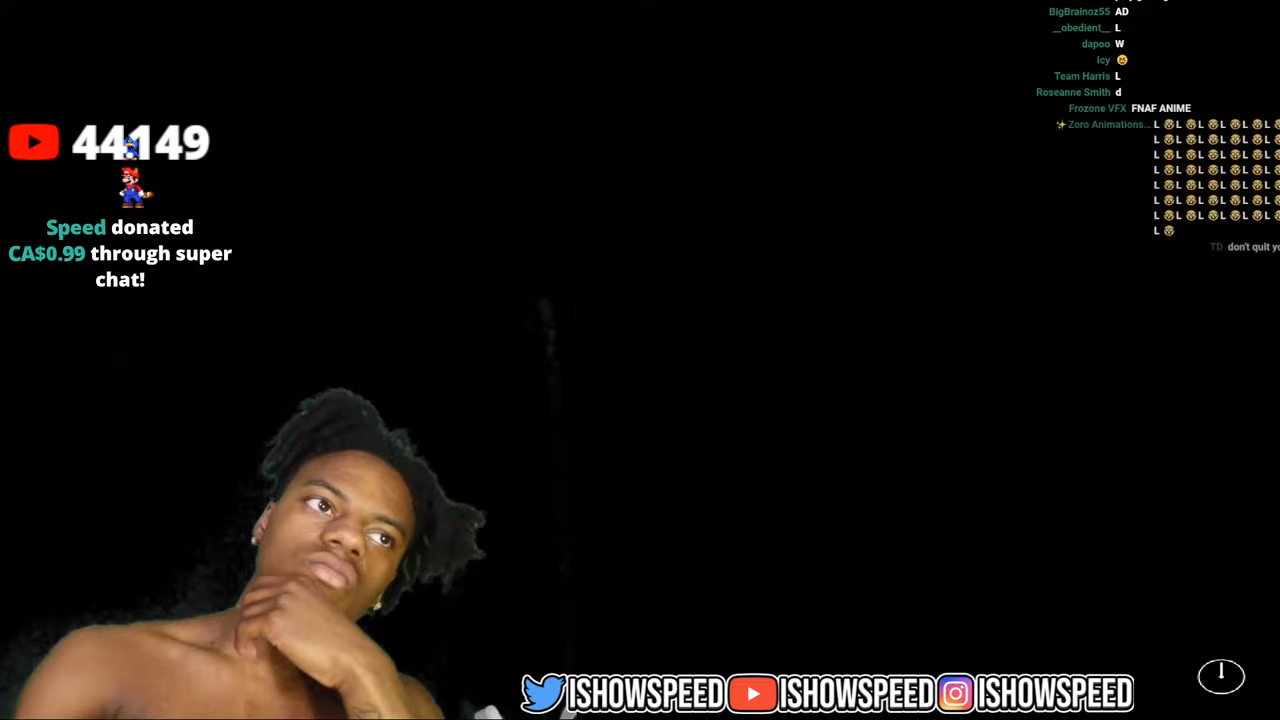 BigBrainoz55 AD
__obedient__ L
dapoo W
Icy 😆
Team Harris L
Roseanne Smith d
Frozone VFX FNAF ANIME
✨Zoro Animations... L 🤯L 🤯L 🤯L 🤯L 🤯L
L 🤯L 🤯L 🤯L 🤯L 🤯L
L 🤯L 🤯L 🤯L 🤯L 🤯L
L 🤯L 🤯L 🤯L 🤯L 🤯L
L 🤯L 🤯L 🤯L 🤯L 🤯L
L 🤯L 🤯L 🤯L 🤯L 🤯L
L 🤯L 🤯L 🤯L 🤯L 🤯L
L 🤯
TD don't quit yo
44149
Speed donated
CA$0.99 through super
chat!
ISHOWSPEED ISHOWSPEED ISHOWSPEED